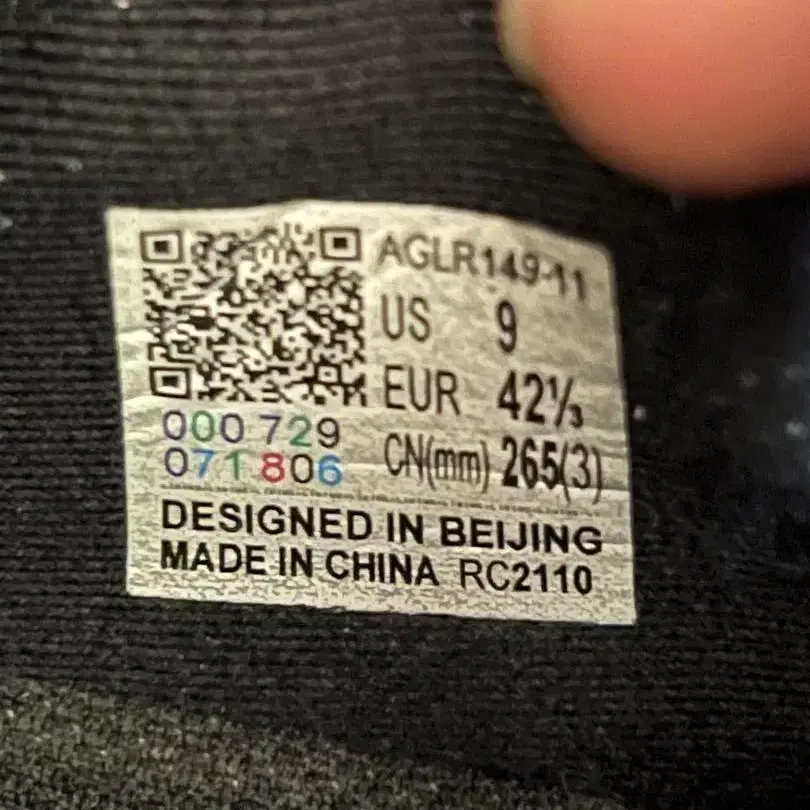 AGLR149-11
US 9
EUR 42⅓
CN(mm) 265(3)
000 729
071 806
DESIGNED IN BEIJING
MADE IN CHINA RC2110